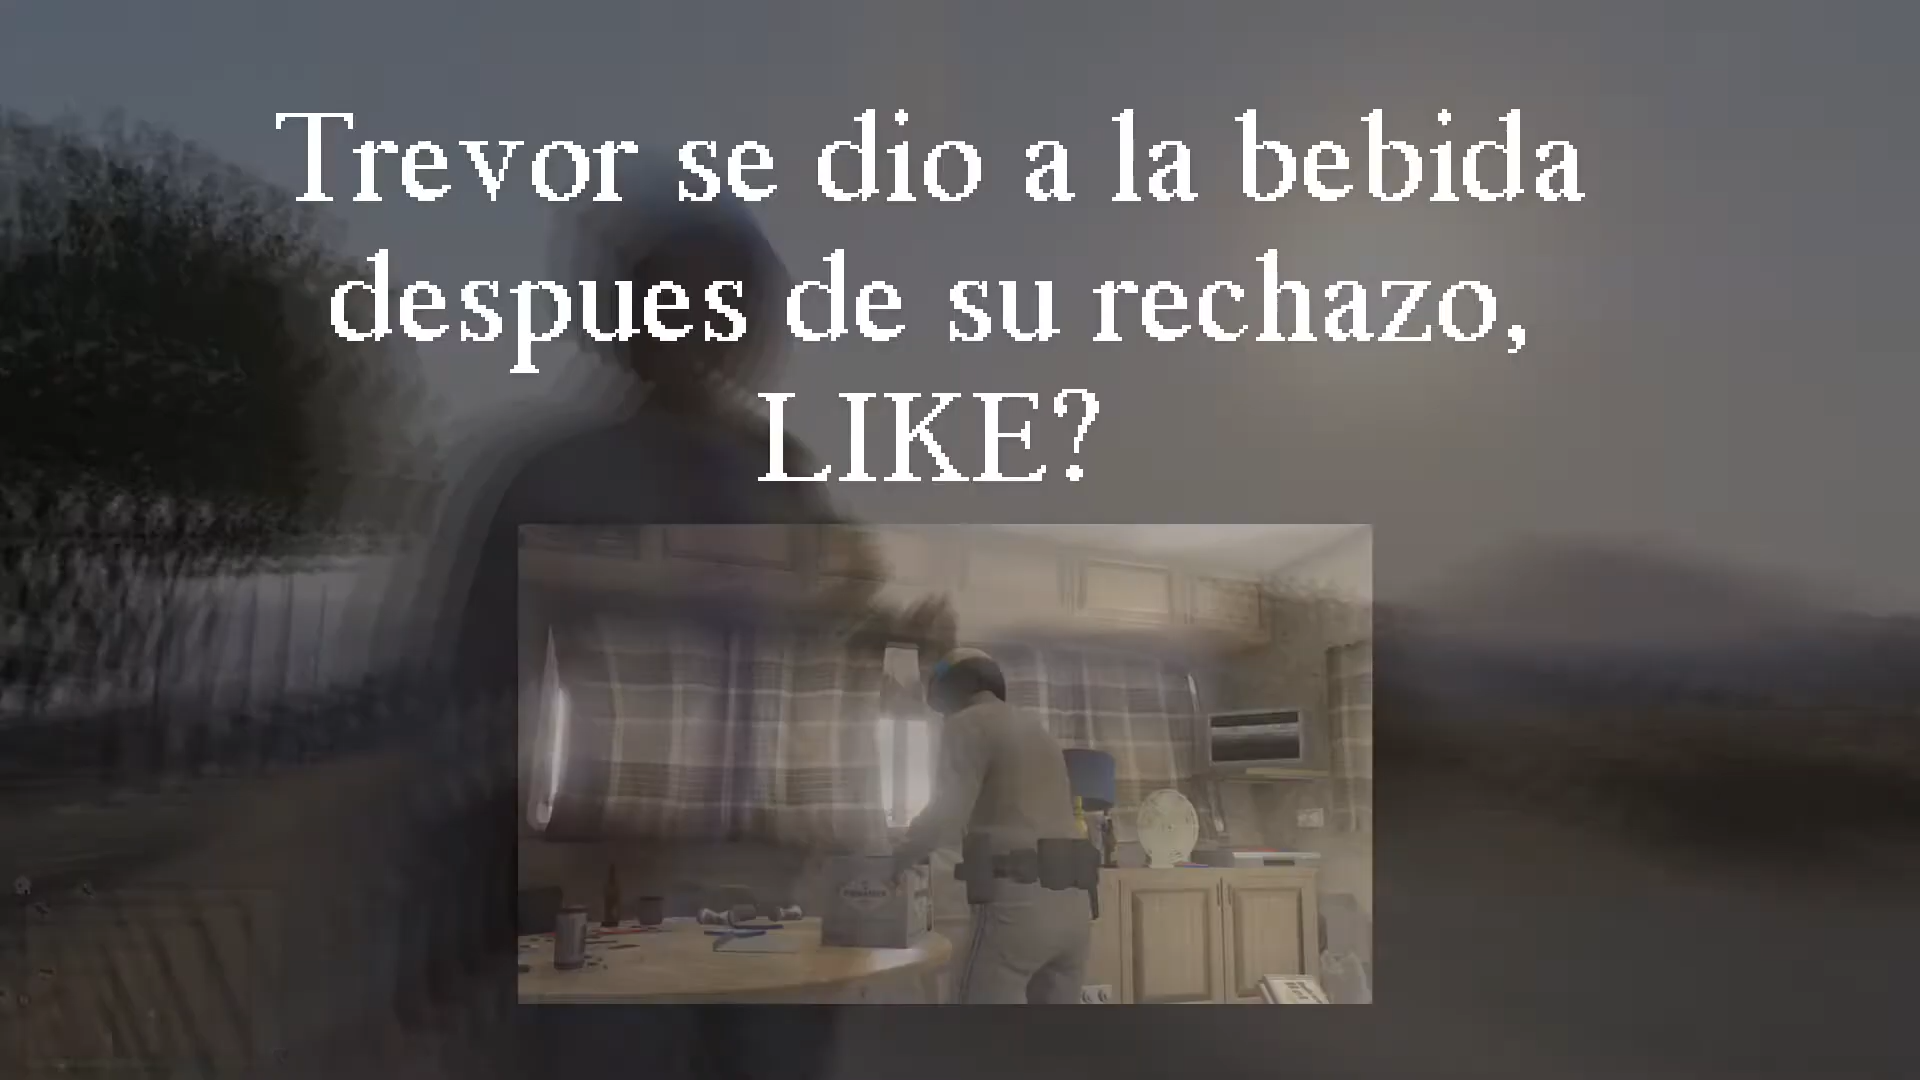 Trevor se dio a la bebida
despues de su rechazo,
LIKE?